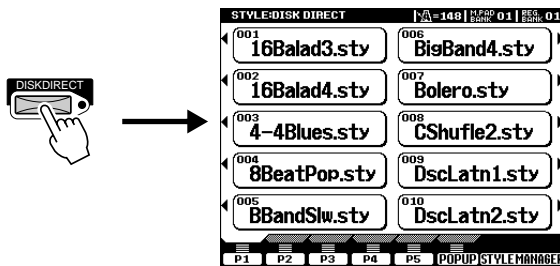 DISKDIRECT
STYLE:DISK DIRECT
=148 M.PAD BANK 01 REG. BANK 01
001 16Balad3.sty
006 BigBand4.sty
002 16Balad4.sty
007 Bolero.sty
003 4-4Blues.sty
008 CShufle2.sty
004 8BeatPop.sty
009 DscLatn1.sty
005 BBandSlw.sty
010 DscLatn2.sty
P1 P2 P3 P4 P5 POPUP STYLE MANAGE